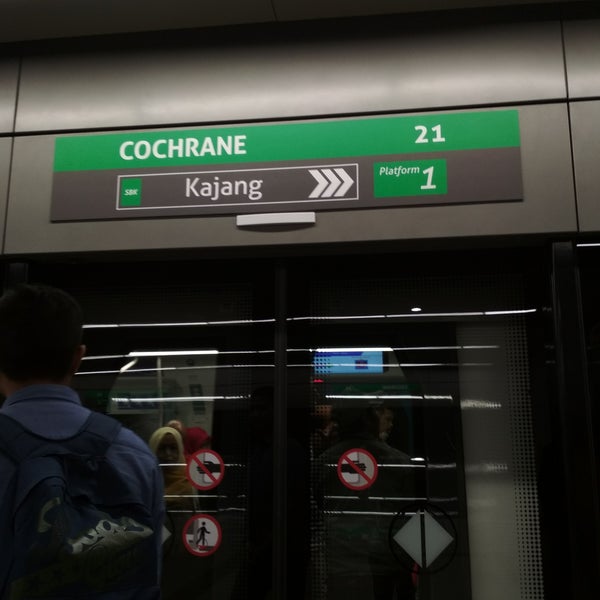 COCHRANE 21
SBK Kajang Platform 1